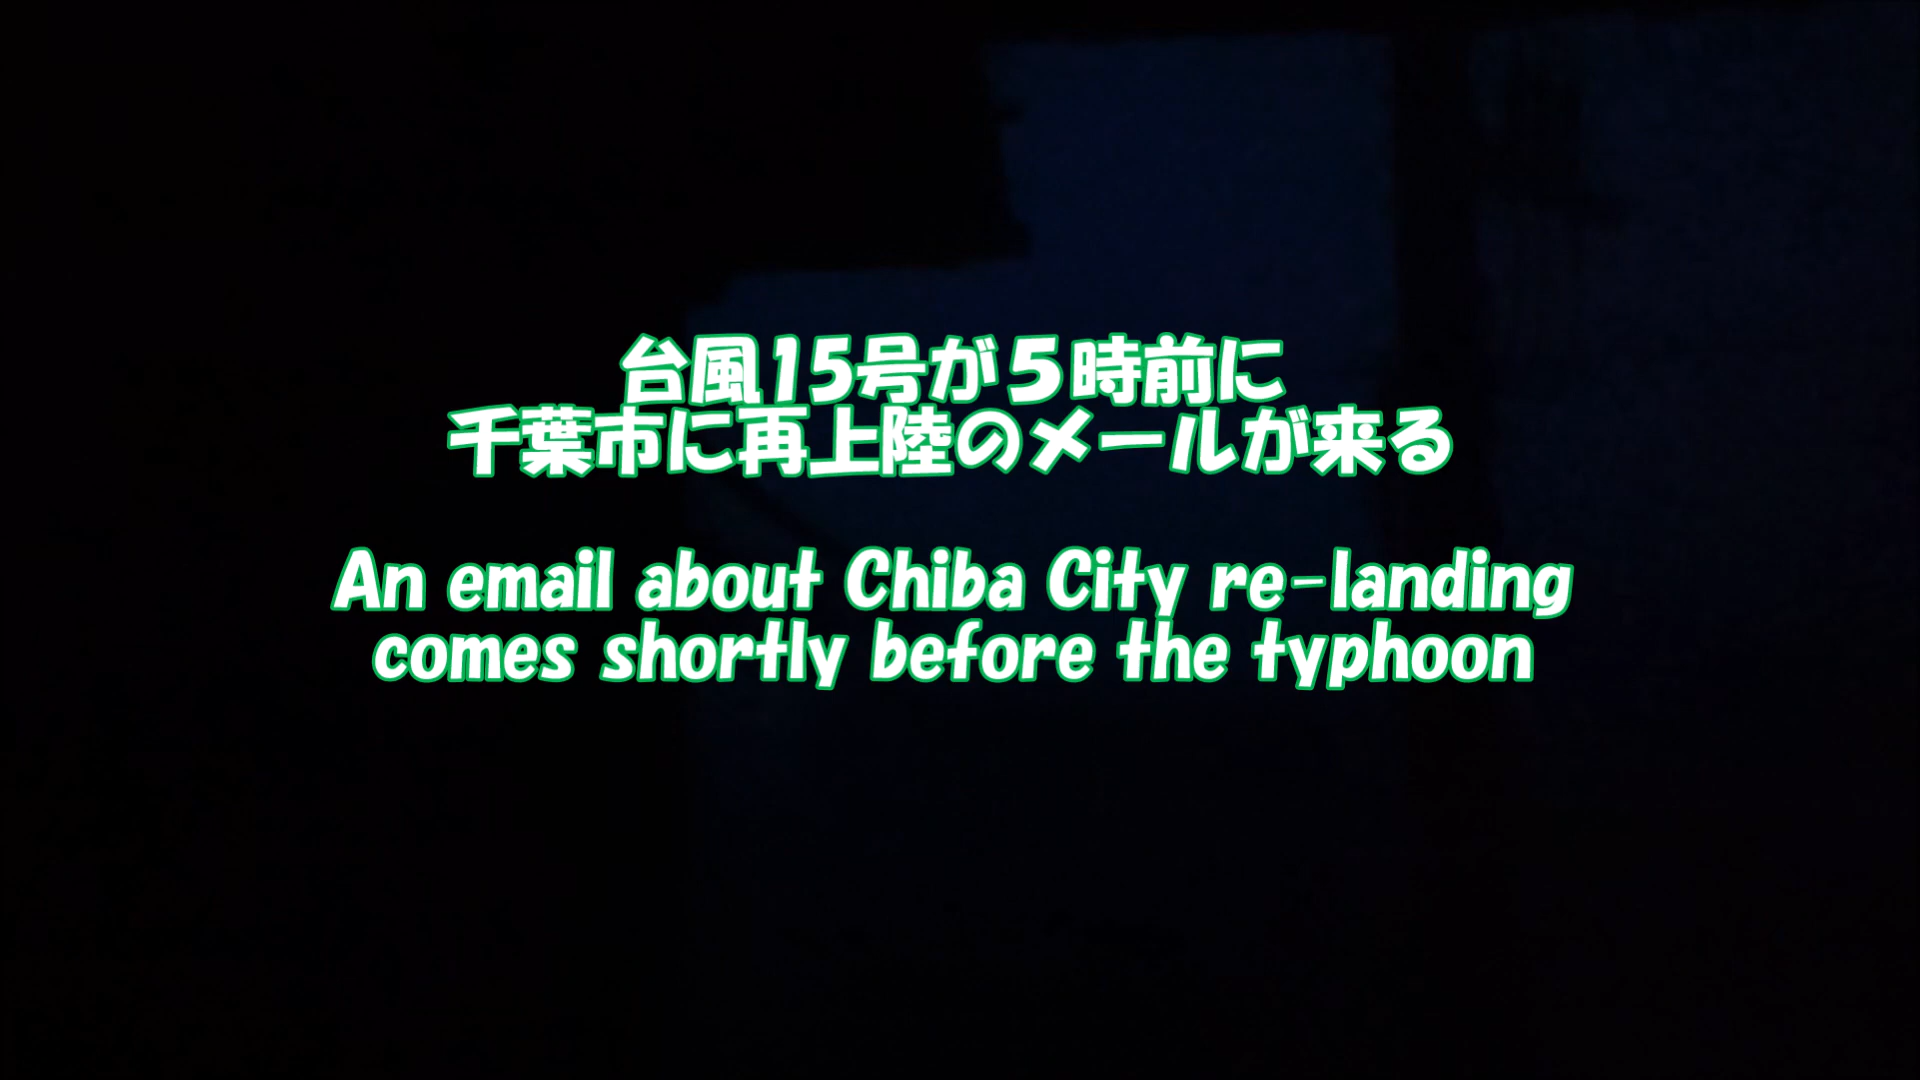 台風15号が５時前に
千葉市に再上陸のメールが来る
An email about Chiba City re-landing
comes shortly before the typhoon